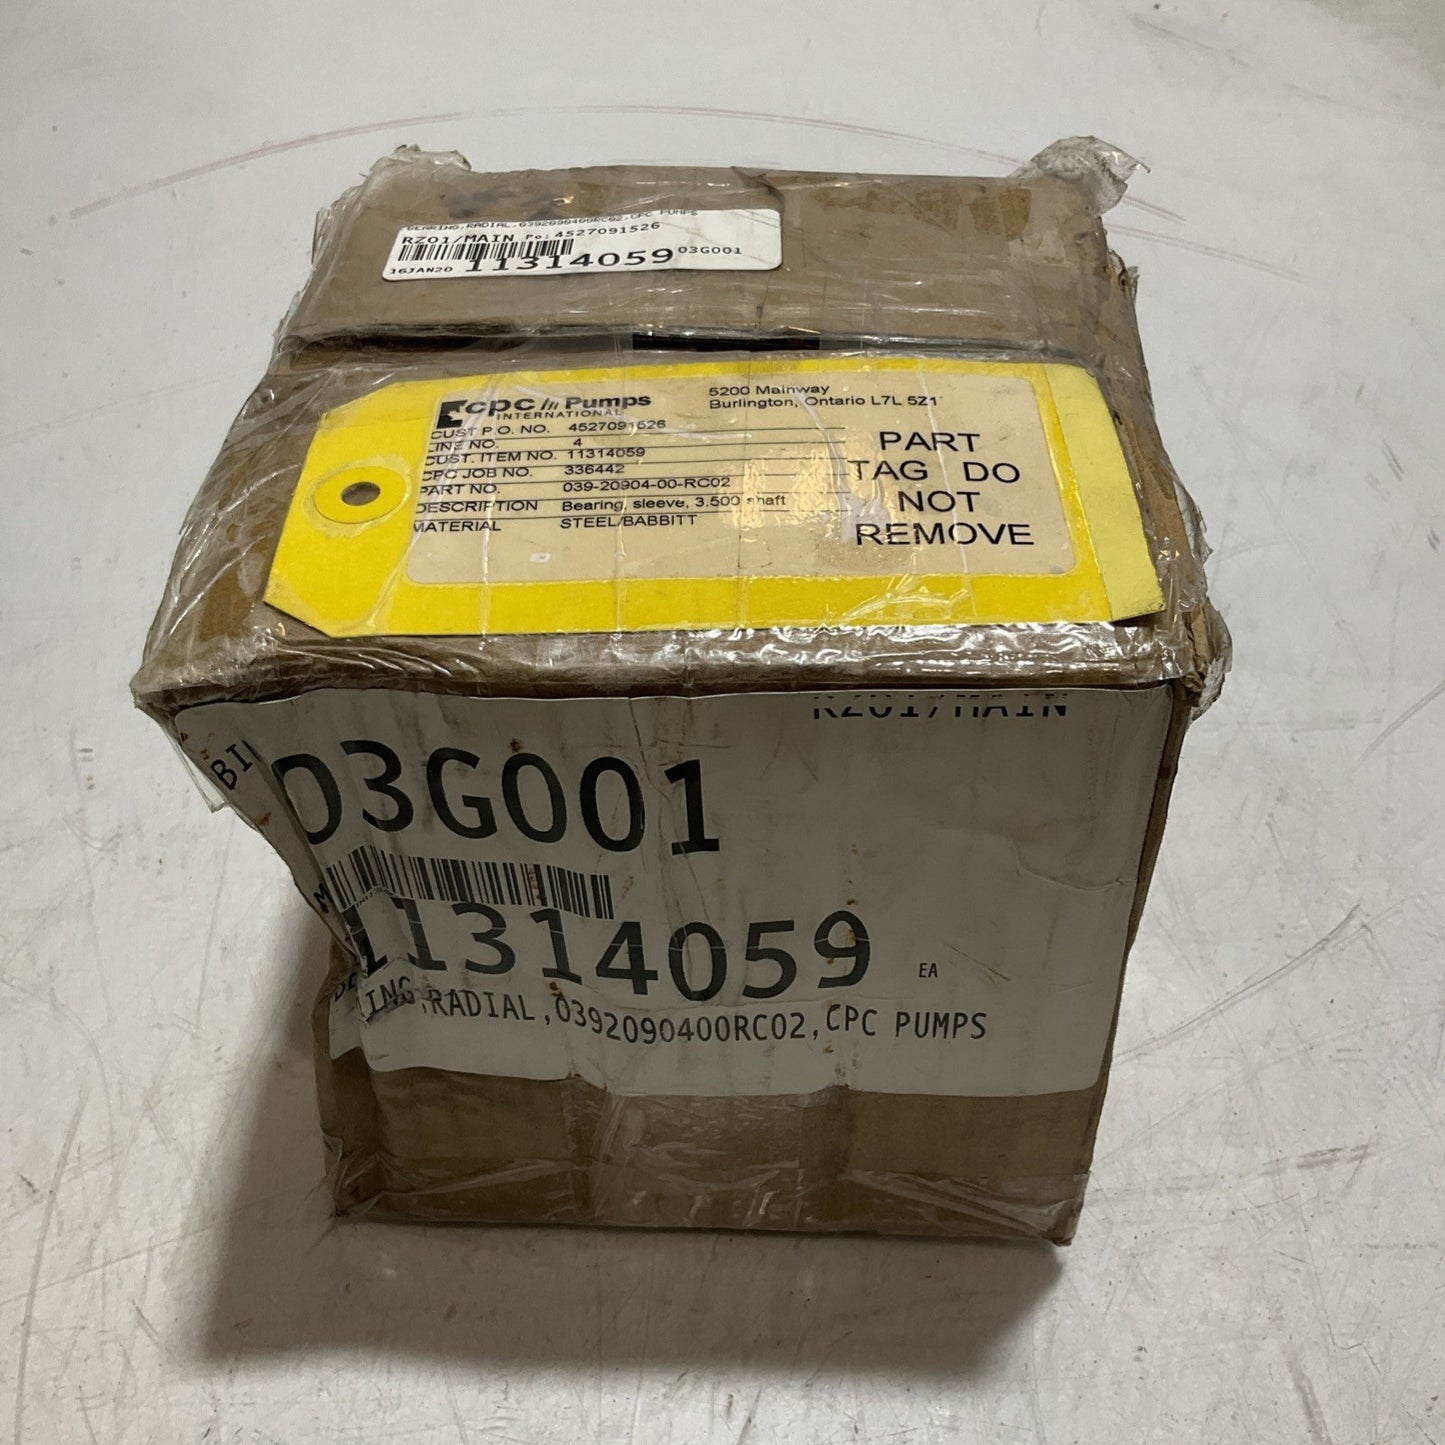 BEARING,RADIAL,0392090400RC02,CPC PUMPS
RZ01/MAIN Po: 4527091526
16JAN20 11314059 03G001
cpc Pumps
INTERNATIONAL
5200 Mainway
Burlington, Ontario L7L 5Z1
CUST P.O. NO. 4527091526
LINE NO. 4
CUST. ITEM NO. 11314059
CPC JOB NO. 336442
PART NO. 039-20904-00-RC02
DESCRIPTION Bearing, sleeve, 3.500 shaft
MATERIAL STEEL/BABBITT
PART
TAG DO
NOT
REMOVE
RZ01/MAIN
03G001
11314059 EA
RADIAL,0392090400RC02,CPC PUMPS